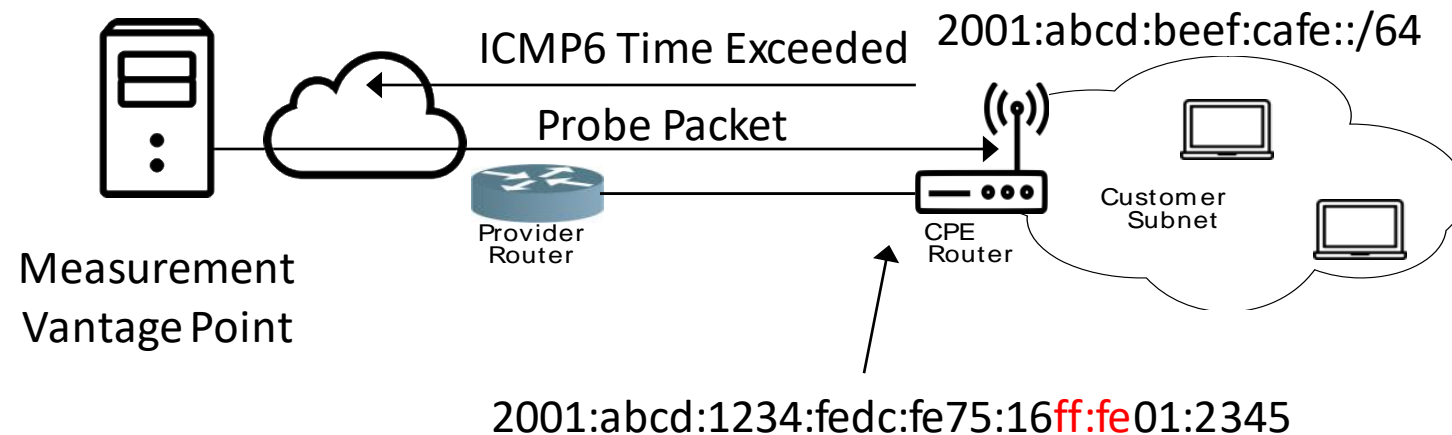 ICMP6 Time Exceeded
2001:abcd:beef:cafe::/64
Probe Packet
Provider
Router
CPE
Router
Customer
Subnet
Measurement
Vantage Point
2001:abcd:1234:fedc:fe75:16ff:fe01:2345